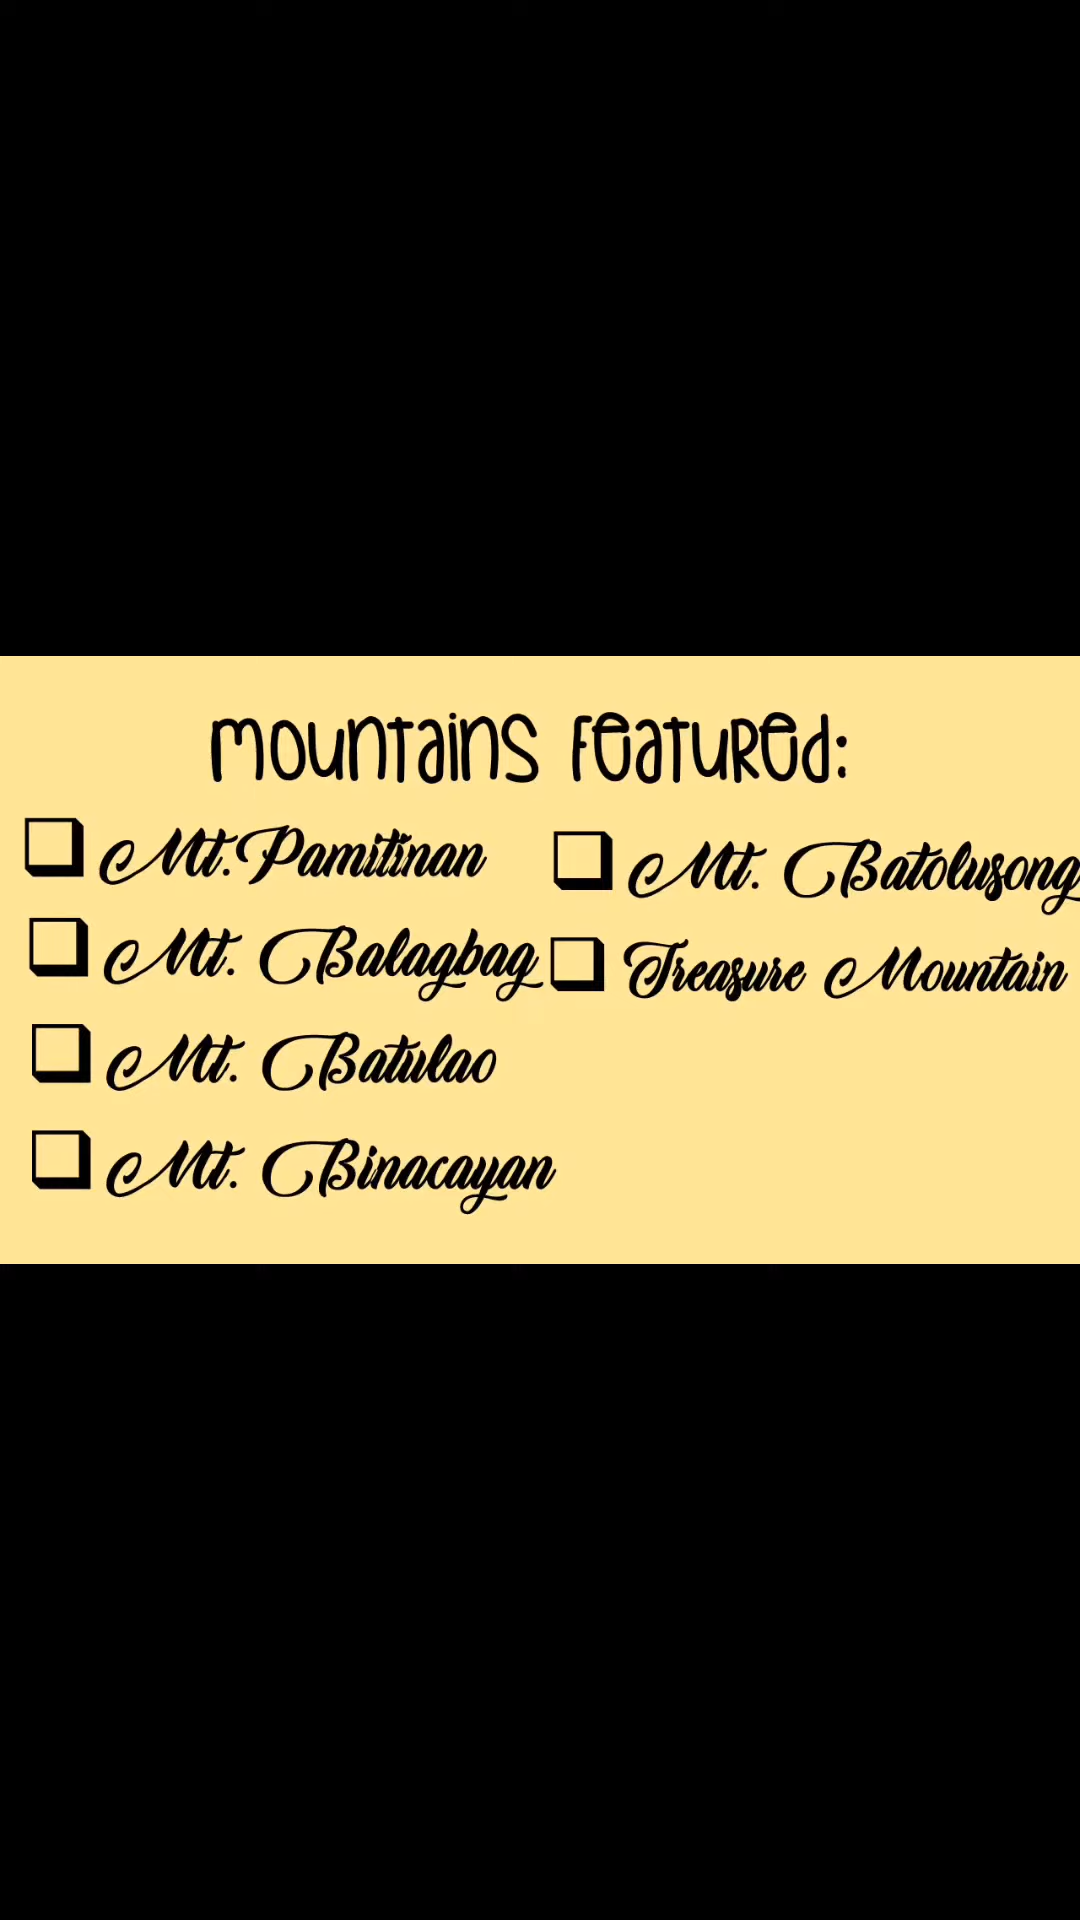 mountains featured:
❑ Mt.Pamitinan
❑ Mt. Balagbag
❑ Mt. Batulao
❑ Mt. Binacayan
❑ Mt. Batolusong
❑ Treasure Mountain